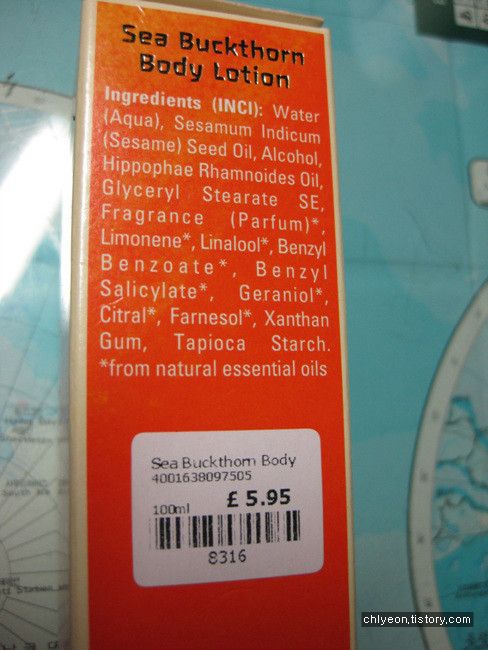 Sea Buckthorn
Body Lotion
Ingredients (INCI): Water
(Aqua), Sesamum Indicum
(Sesame) Seed Oil, Alcohol,
Hippophae Rhamnoides Oil,
Glyceryl Stearate SE,
Fragrance (Parfum)*,
Limonene*, Linalool*, Benzyl
Benzoate*, Benzyl
Salicylate*, Geraniol*,
Citral*, Farnesol*, Xanthan
Gum, Tapioca Starch.
*from natural essential oils
Sea Buckthorn Body
4001638097505
100ml £ 5.95
8316
chlyeon.tistory.com